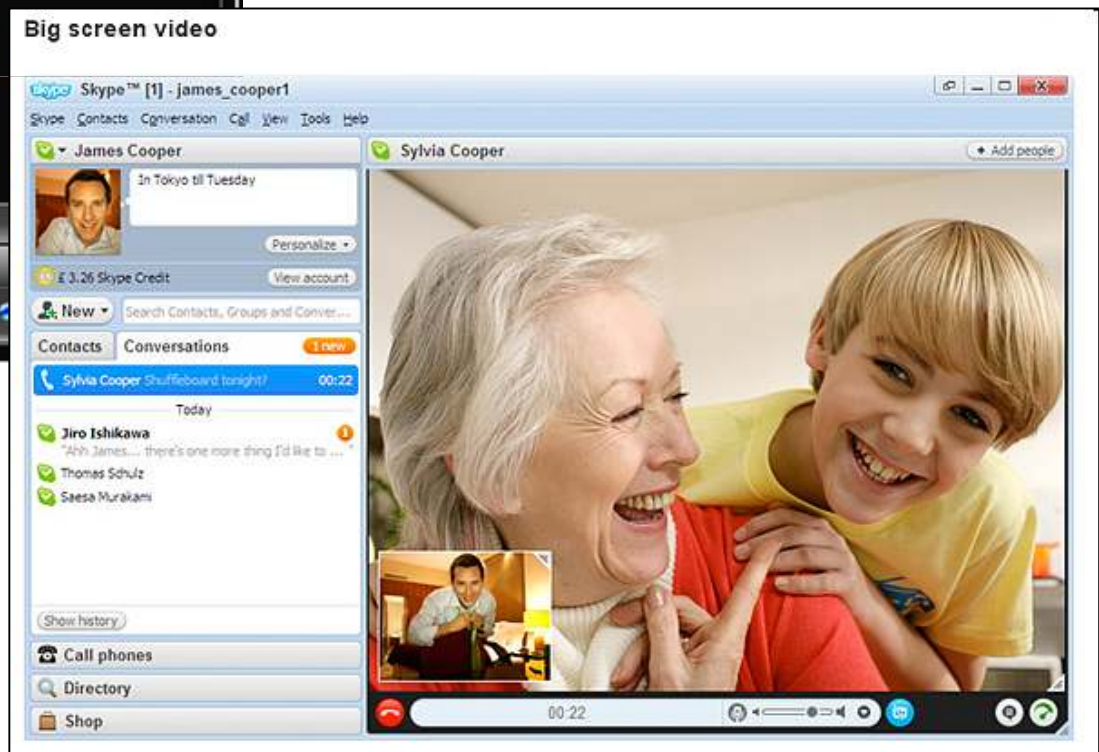 Big screen video
skype Skype™ [1] - james_cooper1
Skype Contacts Conversation Call View Tools Help
James Cooper
In Tokyo till Tuesday
Personalize
£ 3.26 Skype Credit
View account
New
Search Contacts, Groups and Conver...
Contacts Conversations 1 new
Sylvia Cooper Shuffleboard tonight? 00:22
Today
Jiro Ishikawa 1
"Ahh James... there's one more thing I'd like to ... "
Thomas Schulz
Saesa Murakami
Show history
Call phones
Directory
Shop
Sylvia Cooper + Add people
00:22